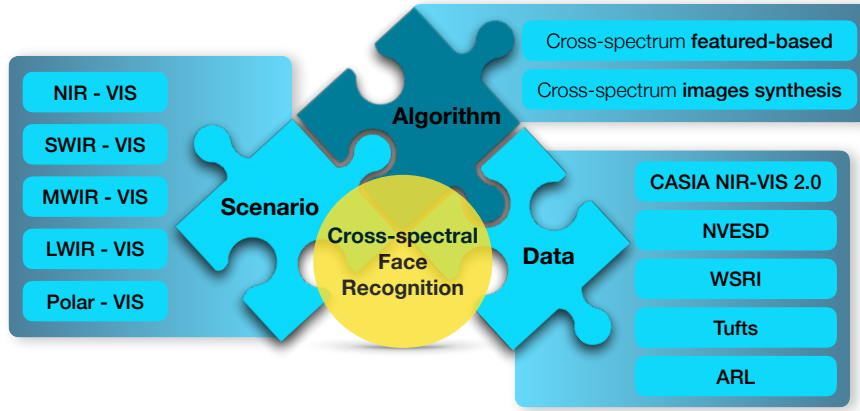 Cross-spectrum featured-based
Cross-spectrum images synthesis
Algorithm
NIR - VIS
SWIR - VIS
MWIR - VIS
LWIR - VIS
Polar - VIS
Scenario
Cross-spectral
Face
Recognition
Data
CASIA NIR-VIS 2.0
NVESD
WSRI
Tufts
ARL